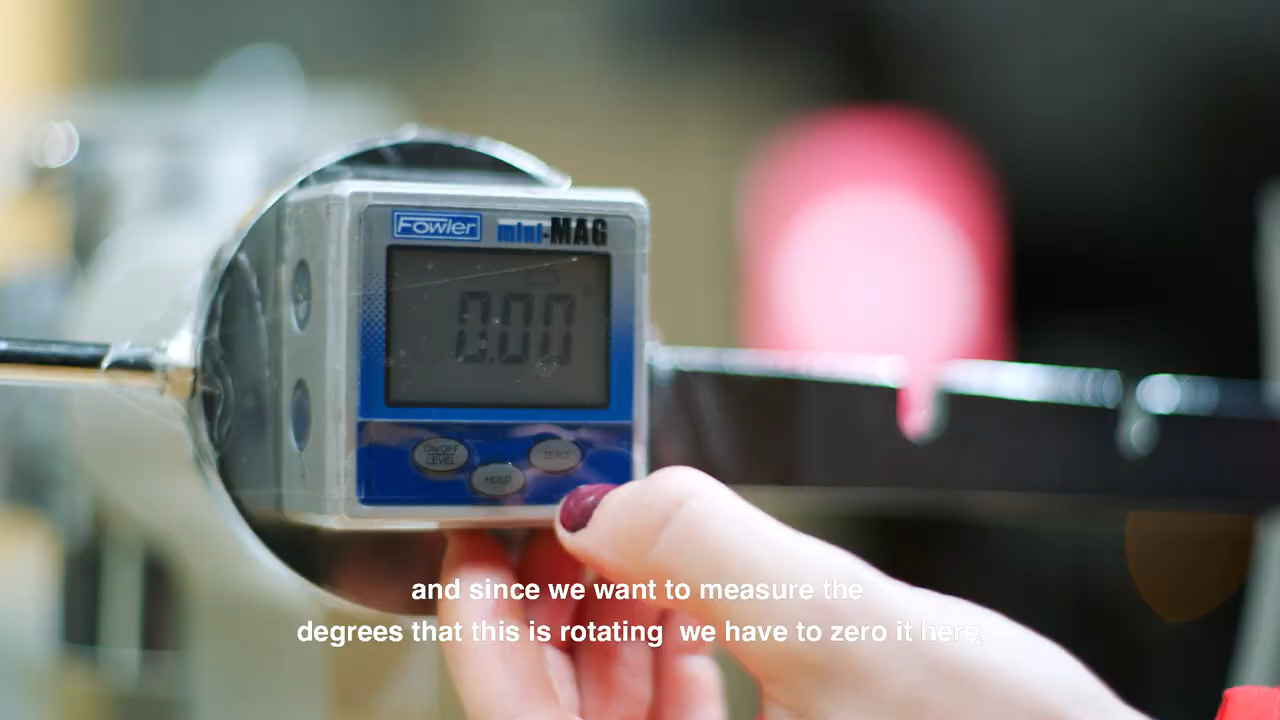 Fowler
mini-MAG
0.00
ON/OFF
LEVEL
ZERO
HOLD
and since we want to measure the
degrees that this is rotating we have to zero it here,